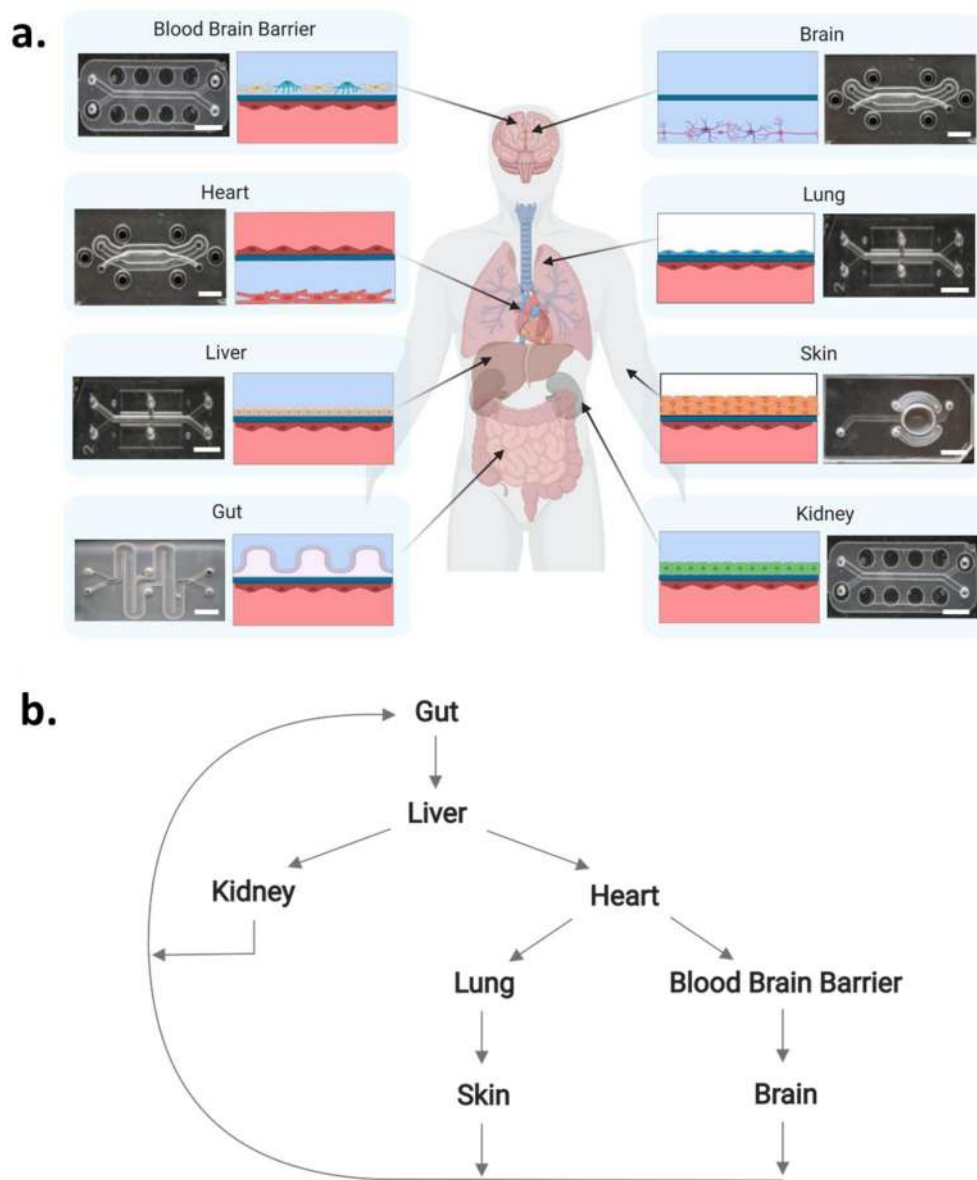 a.
Blood Brain Barrier
Brain
Heart
Lung
2
Liver
2
Skin
Gut
Kidney
b.
Gut
Liver
Kidney
Heart
Lung
Blood Brain Barrier
Skin
Brain